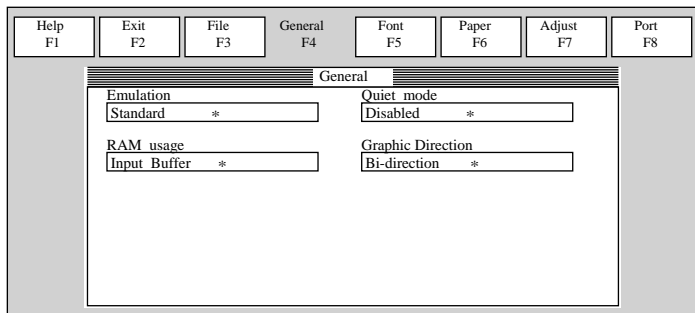 Help Exit File General Font Paper Adjust Port
F1 F2 F3 F4 F5 F6 F7 F8
General
Emulation Quiet mode
Standard * Disabled *
RAM usage Graphic Direction
Input Buffer * Bi-direction *